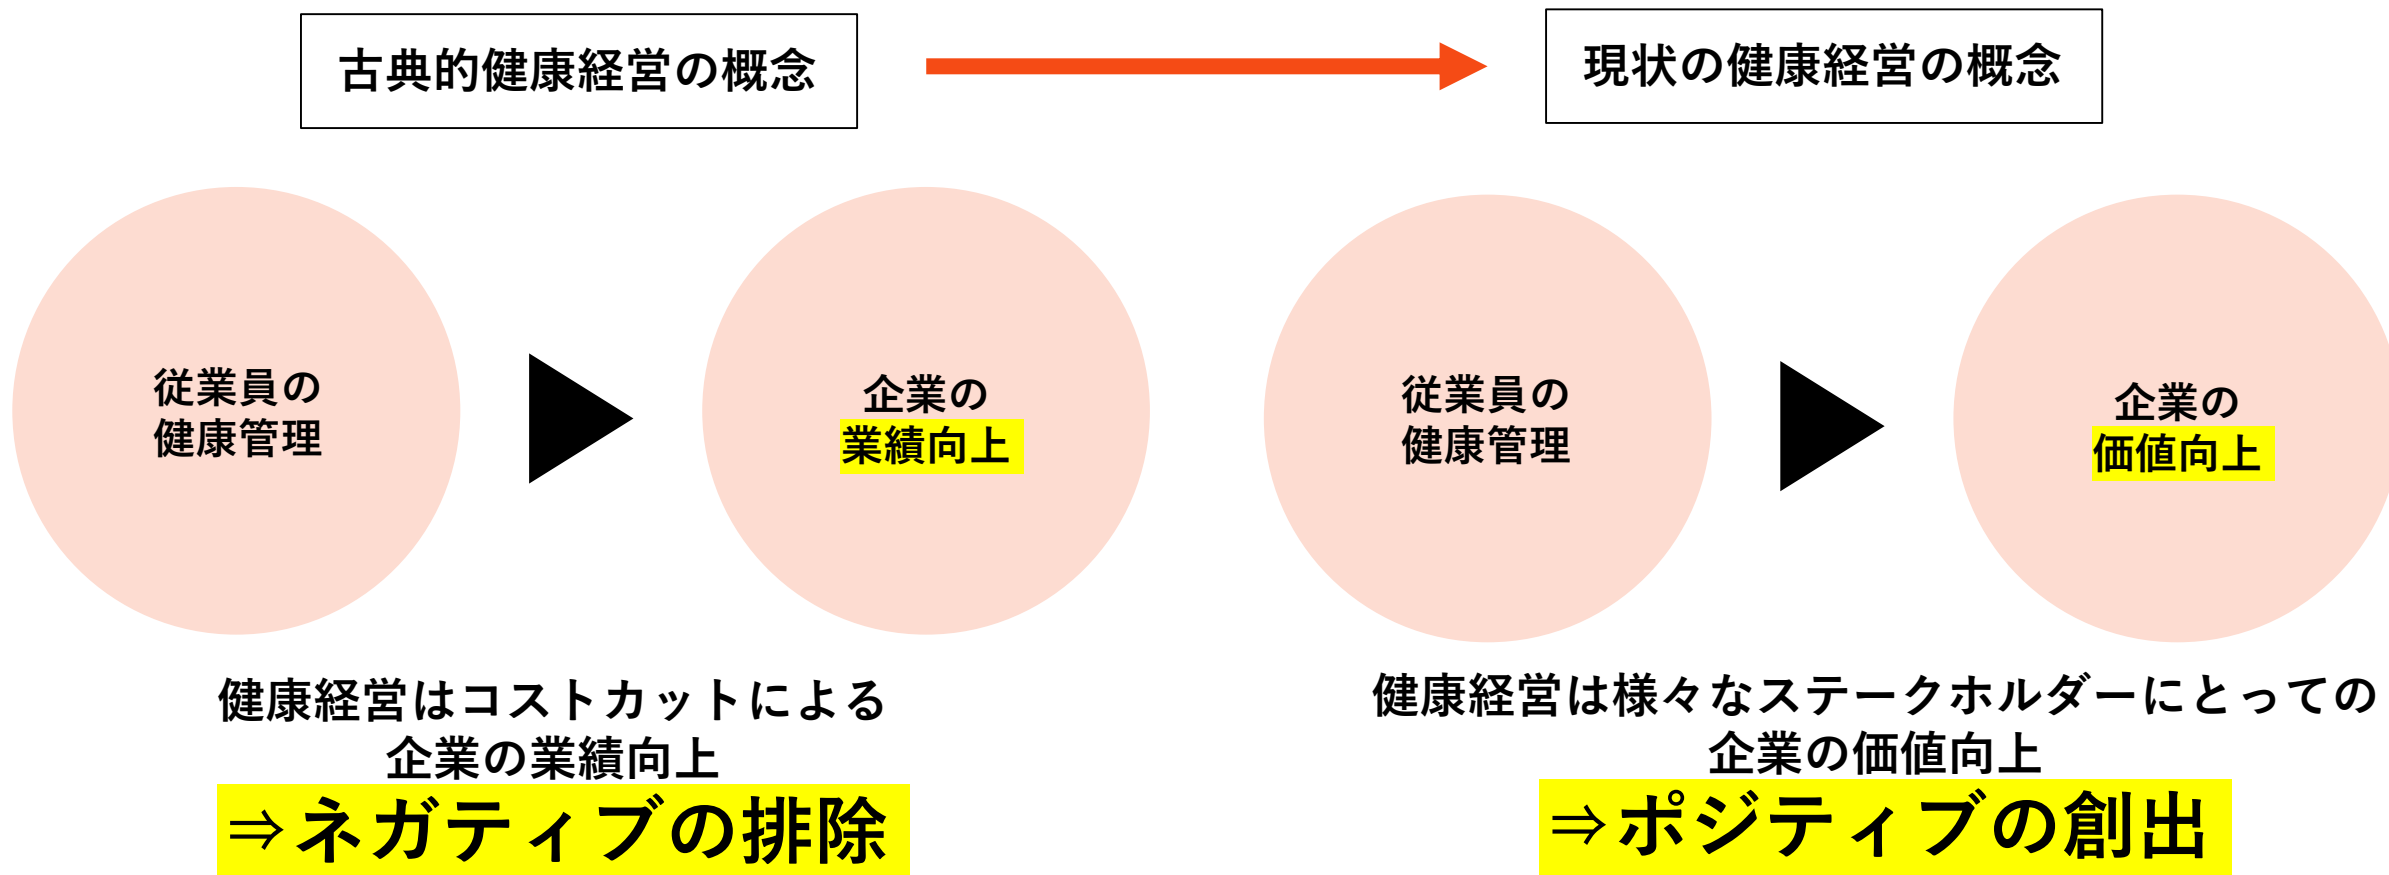 古典的健康経営の概念
現状の健康経営の概念
従業員の
健康管理
企業の
業績向上
従業員の
健康管理
企業の
価値向上
健康経営はコストカットによる
企業の業績向上
⇒ネガティブの排除
健康経営は様々なステークホルダーにとっての
企業の価値向上
⇒ポジティブの創出